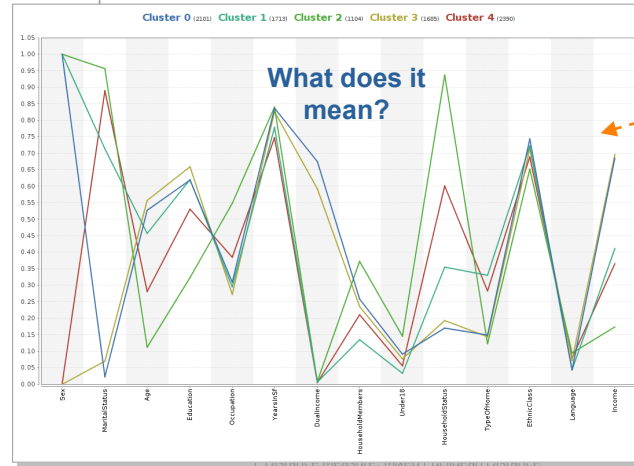 Cluster 0 (2101) Cluster 1 (1713) Cluster 2 (1104) Cluster 3 (1685) Cluster 4 (2390)
1.05
1.00
0.95
0.90
0.85
0.80
0.75
0.70
0.65
0.60
0.55
0.50
0.45
0.40
0.35
0.30
0.25
0.20
0.15
0.10
0.05
0.00
What does it
mean?
Sex
MaritalStatus
Age
Education
Occupation
YearsInSf
DualIncome
HouseholdMembers
Under18
HouseholdStatus
TypeOfHome
EthnicClass
Language
Income